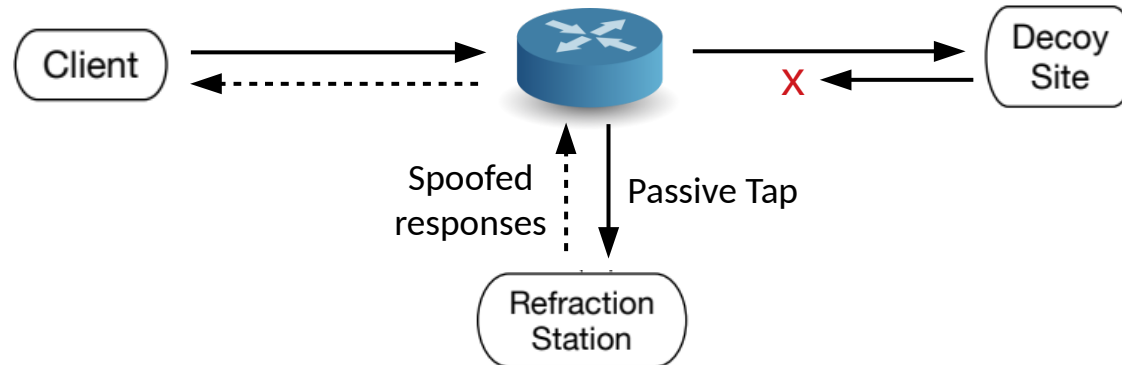 Client
Decoy
Site
X
Spoofed
responses
Passive Tap
Refraction
Station